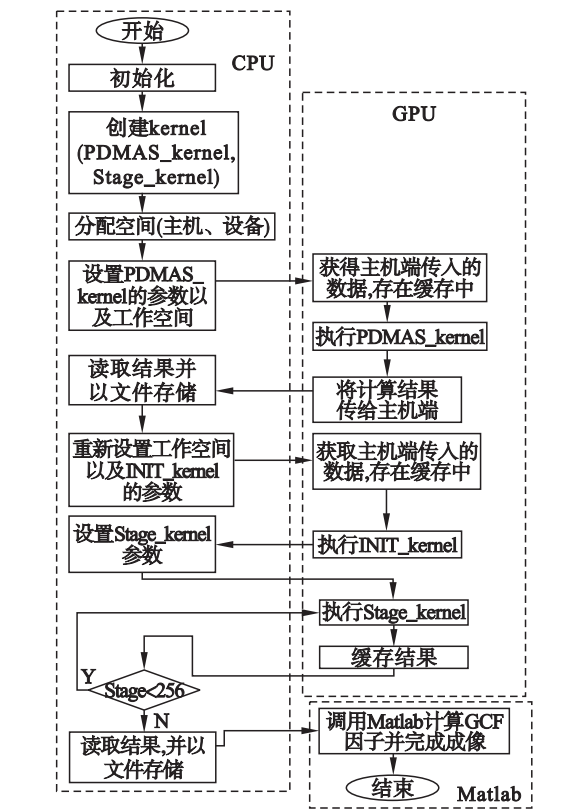 开始
CPU
初始化
GPU
创建kernel
(PDMAS_kernel,
Stage_kernel)
分配空间(主机、设备)
设置PDMAS_
kernel的参数以
及工作空间
获得主机端传入的
数据,存在缓存中
执行PDMAS_kernel
读取结果并
以文件存储
将计算结果
传给主机端
重新设置工作空间
以及INIT_kernel
的参数
获取主机端传入的
数据,存在缓存中
设置Stage_kernel
参数
执行INIT_kernel
执行Stage_kernel
缓存结果
Y
Stage<256
N
读取结果,并以
文件存储
调用Matlab计算GCF
因子并完成成像
结束
Matlab